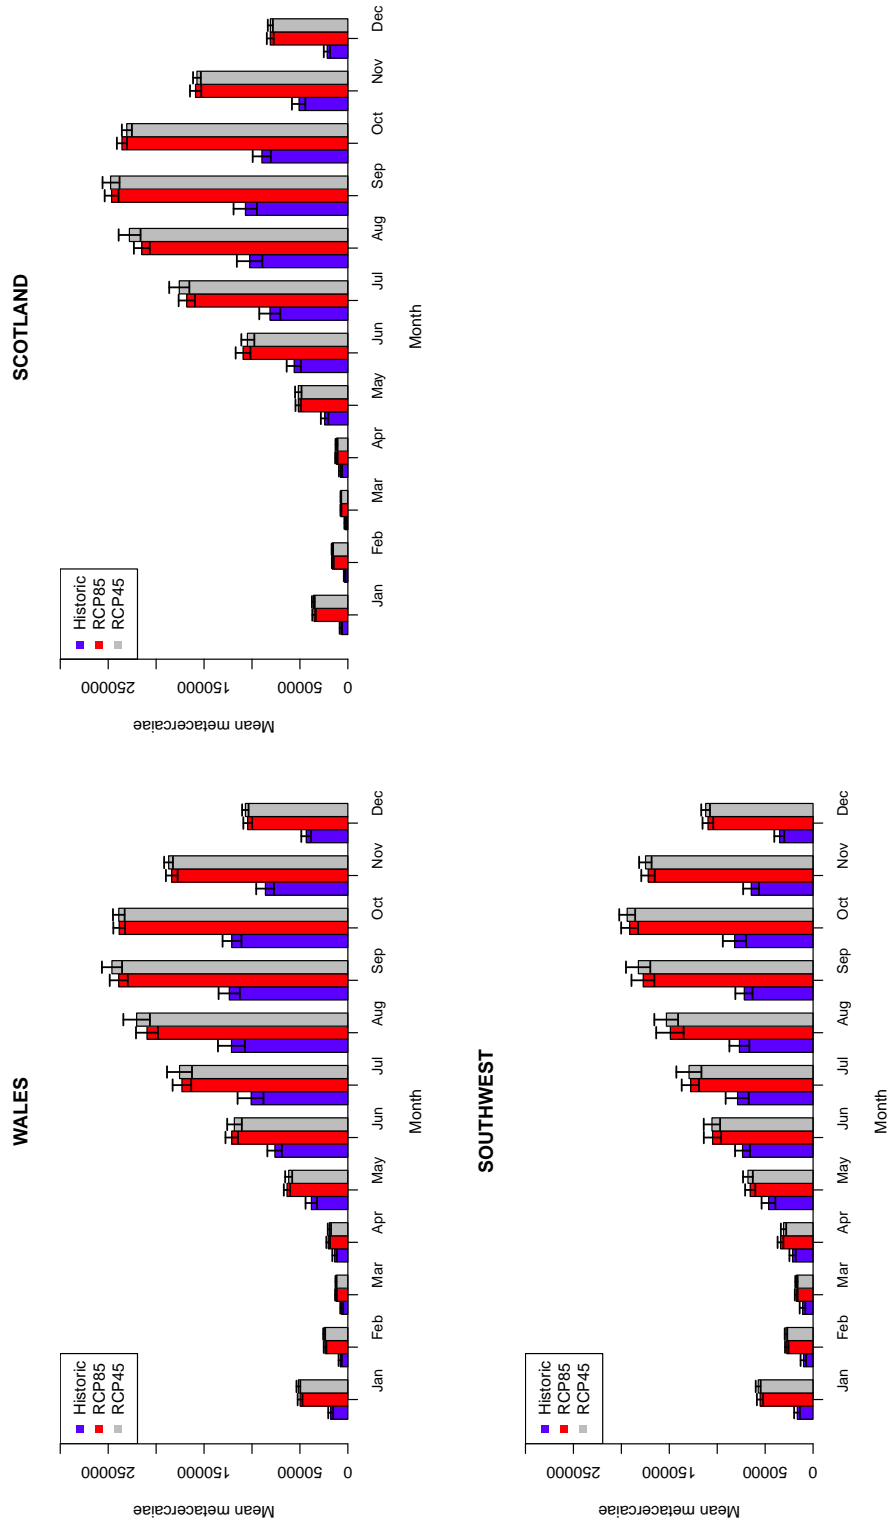 WALES
Mean metacercaiae
0
50000
150000
250000
Historic
RCP85
RCP45
Jan
Feb
Mar
Apr
May
Jun
Jul
Aug
Sep
Oct
Nov
Dec
Month
SCOTLAND
Mean metacercaiae
0
50000
150000
250000
Historic
RCP85
RCP45
Jan
Feb
Mar
Apr
May
Jun
Jul
Aug
Sep
Oct
Nov
Dec
Month
SOUTHWEST
Mean metacercaiae
0
50000
150000
250000
Historic
RCP85
RCP45
Jan
Feb
Mar
Apr
May
Jun
Jul
Aug
Sep
Oct
Nov
Dec
Month